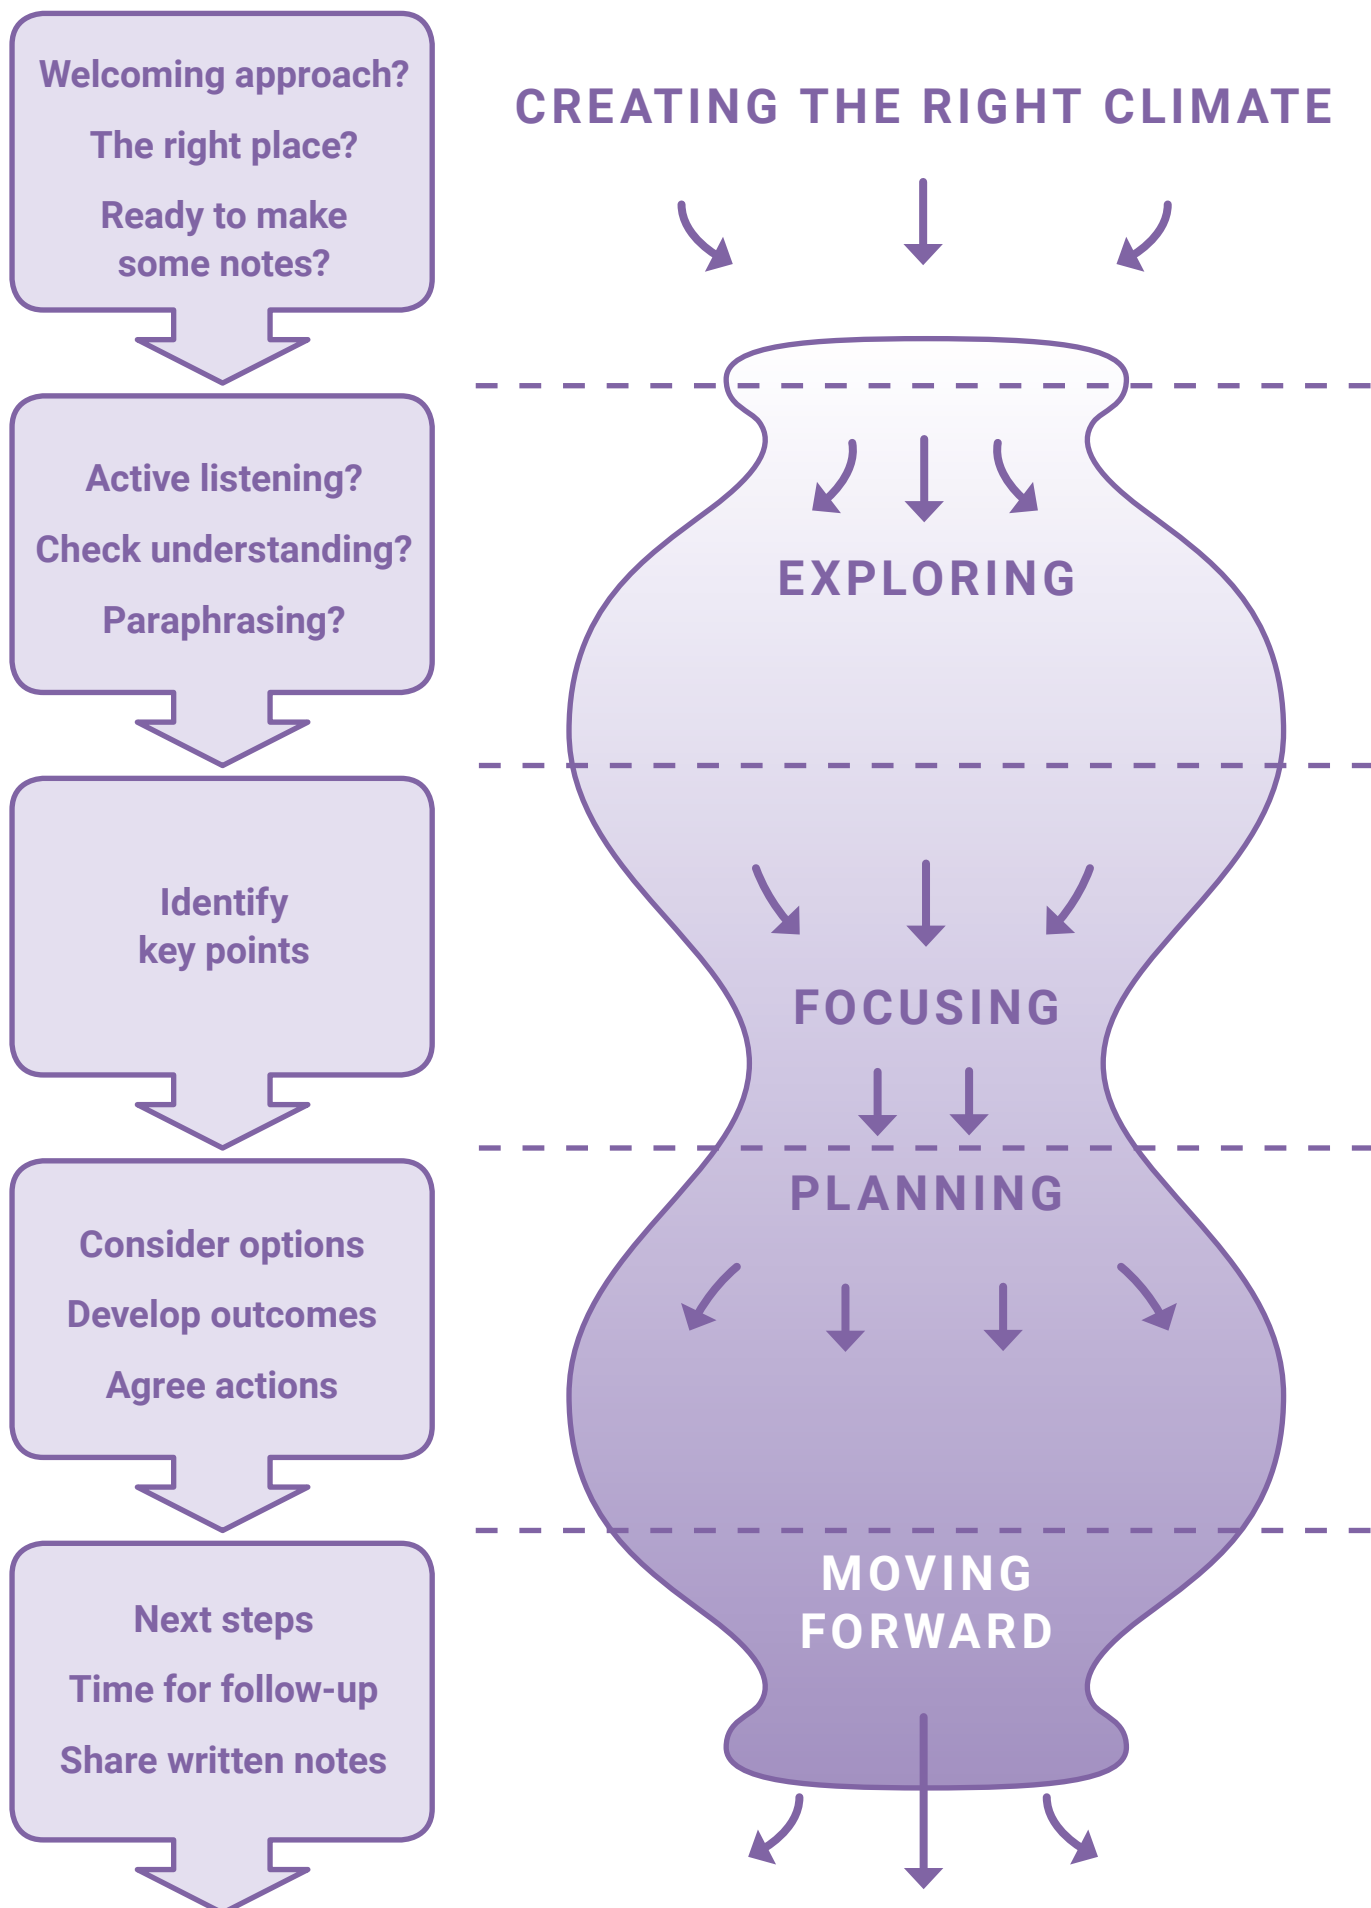 Welcoming approach?
The right place?
Ready to make
some notes?
CREATING THE RIGHT CLIMATE
Active listening?
Check understanding?
Paraphrasing?
EXPLORING
Identify
key points
FOCUSING
Consider options
Develop outcomes
Agree actions
PLANNING
Next steps
Time for follow-up
Share written notes
MOVING
FORWARD